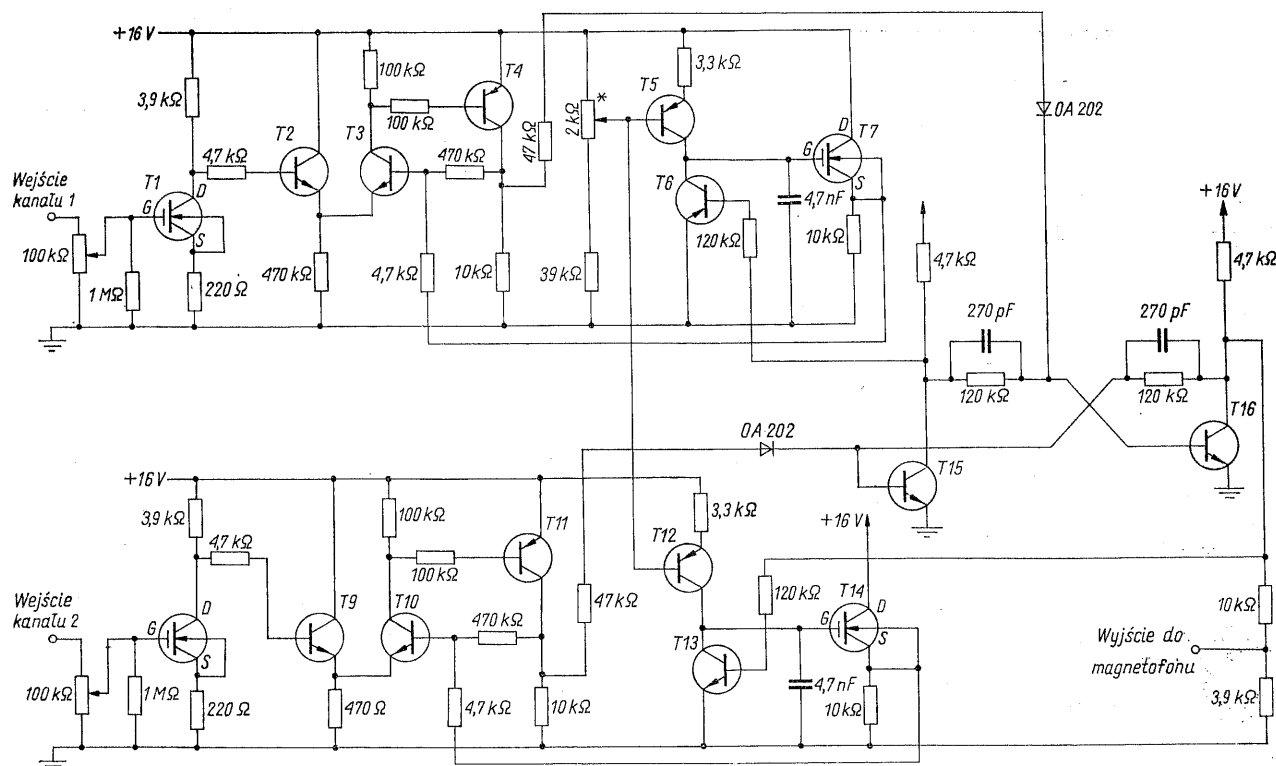 +16 V
3,9 kΩ
4,7 kΩ
T2
100 kΩ
100 kΩ
T4
T3
470 kΩ
47 kΩ
2 kΩ
*
T5
3,3 kΩ
T6
D
T7
G
S
4,7 nF
120 kΩ
10 kΩ
OA 202
+16 V
4,7 kΩ
4,7 kΩ
Wejście
kanału 1
T1
D
G
S
100 kΩ
1 MΩ
220 Ω
470 kΩ
4,7 kΩ
10 kΩ
39 kΩ
270 pF
120 kΩ
270 pF
120 kΩ
T16
OA 202
T15
+16 V
3,9 kΩ
4,7 kΩ
100 kΩ
100 kΩ
T11
T9
T10
470 kΩ
47 kΩ
T12
3,3 kΩ
120 kΩ
+16 V
T14
D
G
S
T13
4,7 nF
10 kΩ
Wejście
kanału 2
D
G
S
100 kΩ
1 MΩ
220 Ω
470 Ω
4,7 kΩ
10 kΩ
10 kΩ
Wyjście do
magnetofonu
3,9 kΩ